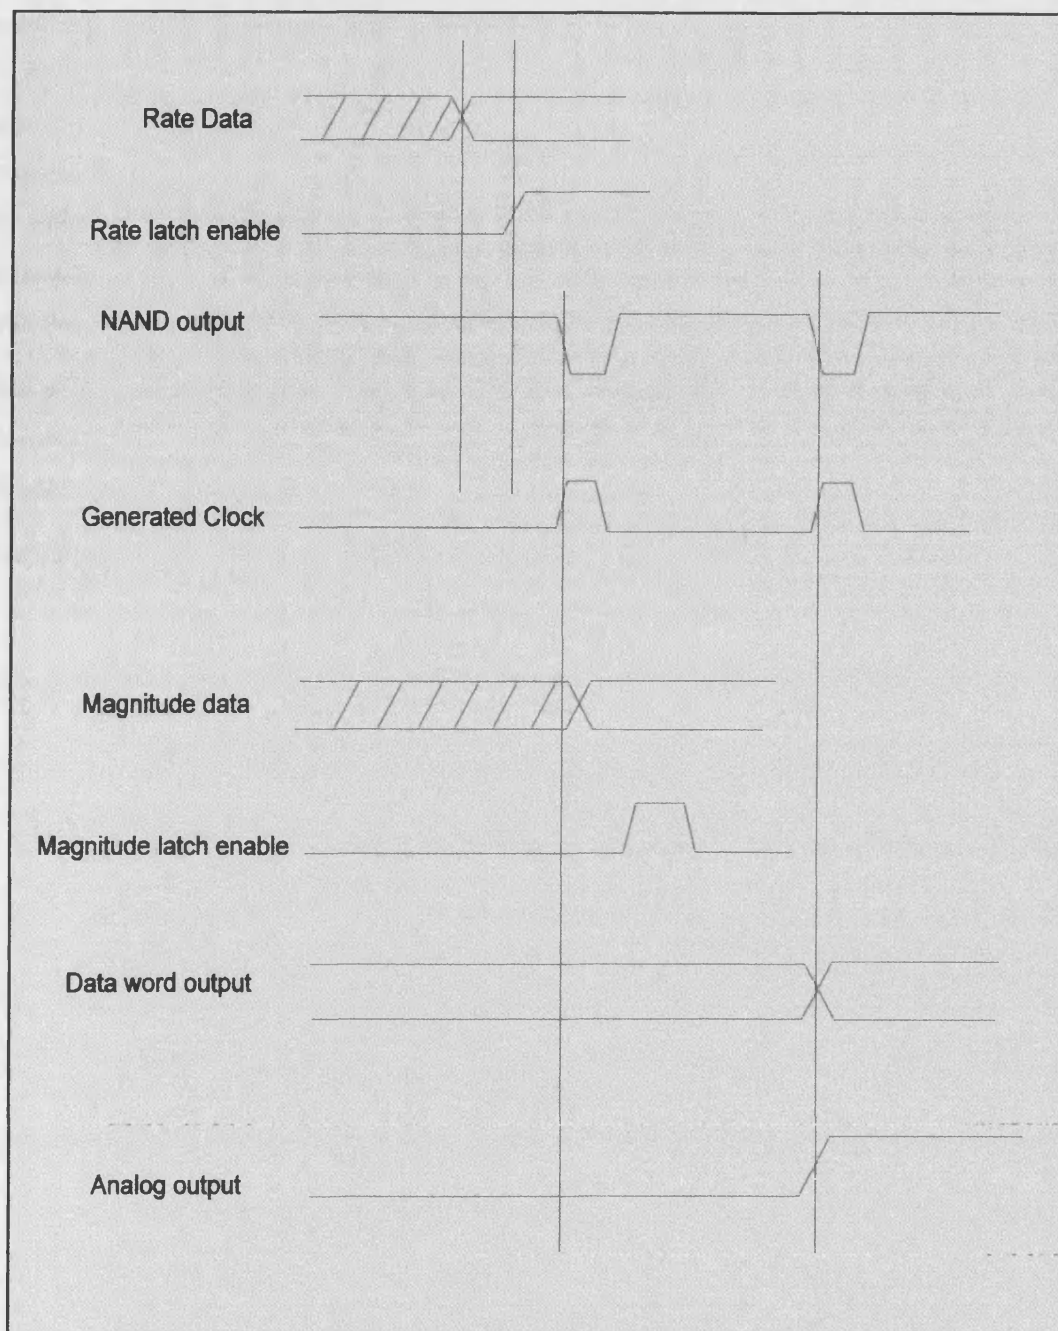 Rate Data
Rate latch enable
NAND output
Generated Clock
Magnitude data
Magnitude latch enable
Data word output
Analog output